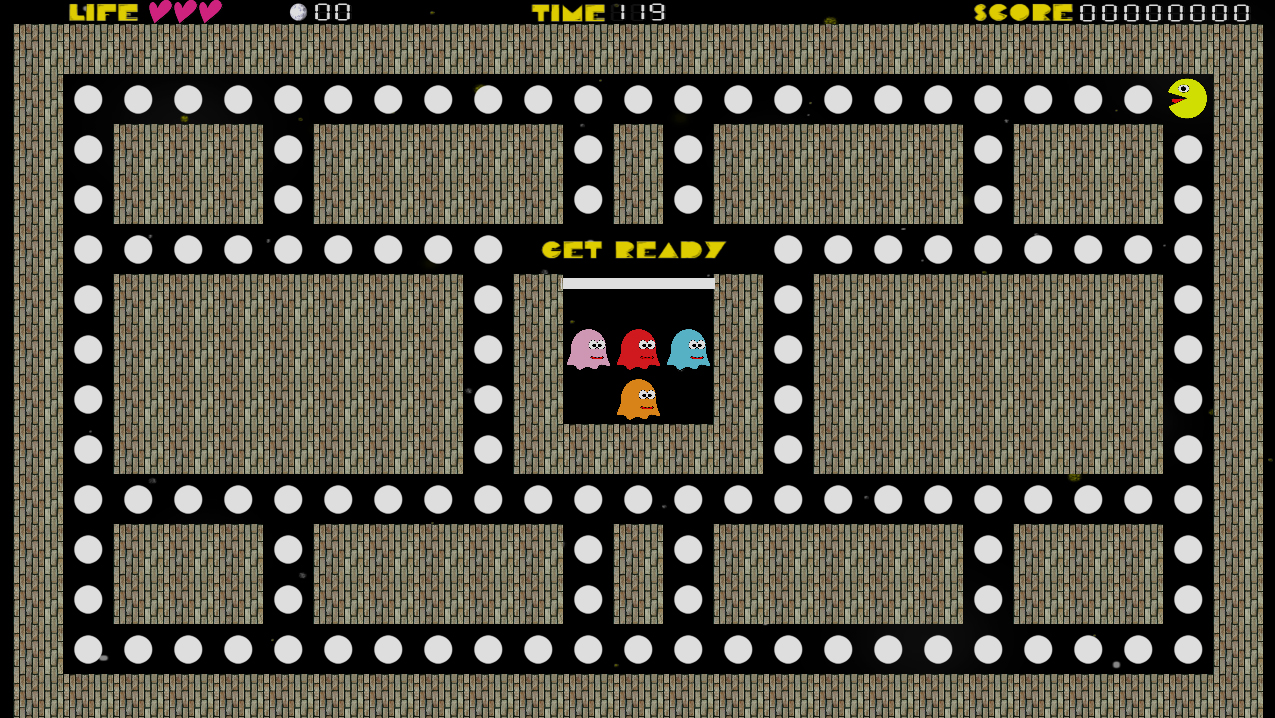 LIFE 00 TIME 119 SCORE 00000000
GET READY